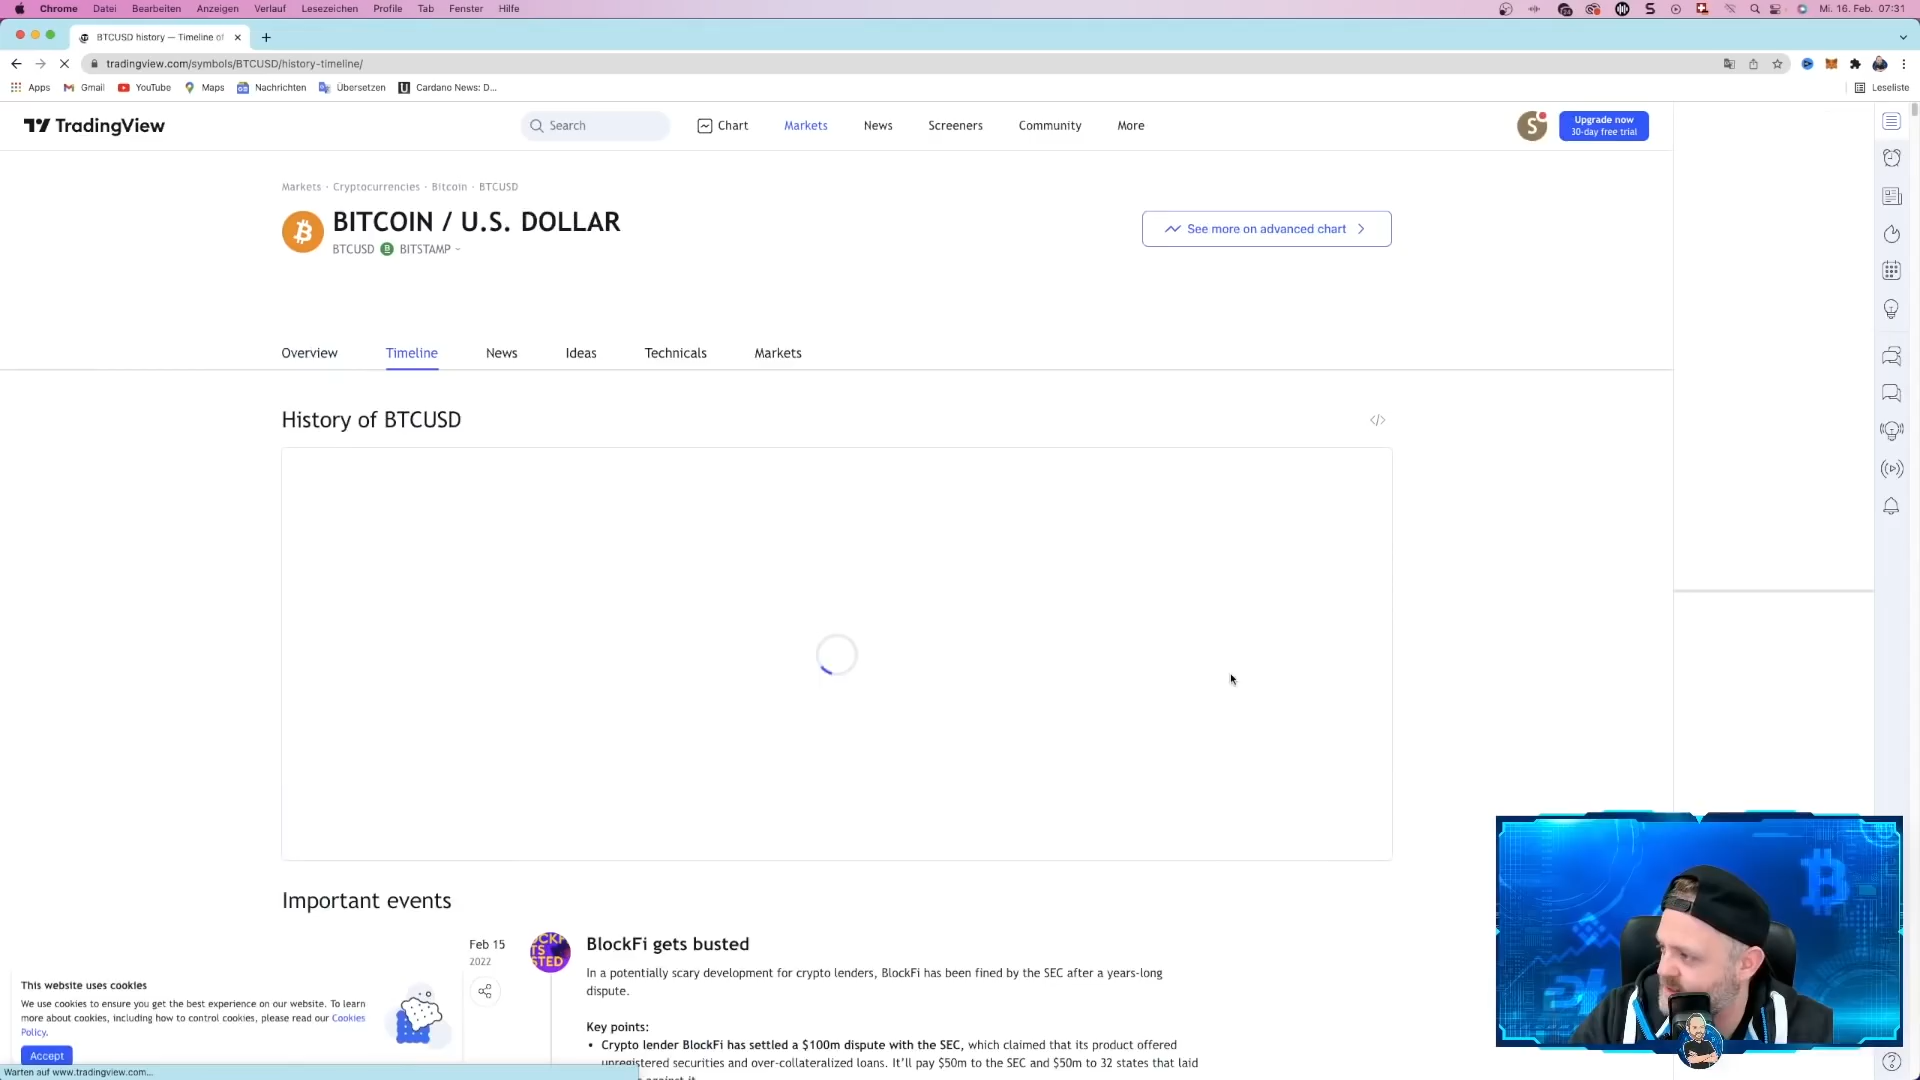 Chrome Datei Bearbeiten Anzeigen Verlauf Lesezeichen Profile Tab Fenster Hilfe
Mi. 16. Feb. 07:31
BTCUSD history — Timeline of
tradingview.com/symbols/BTCUSD/history-timeline/
Apps Gmail YouTube Maps Nachrichten Übersetzen Cardano News: D... Leseliste
TradingView Search Chart Markets News Screeners Community More S Upgrade now
30-day free trial
Markets · Cryptocurrencies · Bitcoin · BTCUSD
BITCOIN / U.S. DOLLAR
BTCUSD BITSTAMP
See more on advanced chart
Overview Timeline News Ideas Technicals Markets
History of BTCUSD
Important events
Feb 15
2022
BlockFi gets busted
In a potentially scary development for crypto lenders, BlockFi has been fined by the SEC after a years-long
dispute.
Key points:
• Crypto lender BlockFi has settled a $100m dispute with the SEC, which claimed that its product offered
unregistered securities and over-collateralized loans. It'll pay $50m to the SEC and $50m to 32 states that laid
This website uses cookies
We use cookies to ensure you get the best experience on our website. To learn
more about cookies, including how to control cookies, please read our Cookies
Policy.
Accept
Warten auf www.tradingview.com...